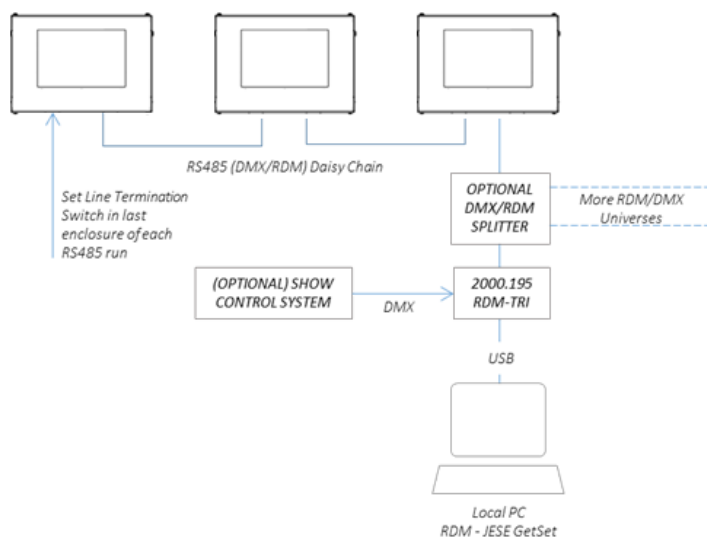 RS485 (DMX/RDM) Daisy Chain
Set Line Termination
Switch in last
enclosure of each
RS485 run
OPTIONAL
DMX/RDM
SPLITTER
More RDM/DMX
Universes
(OPTIONAL) SHOW
CONTROL SYSTEM
DMX
2000.195
RDM-TRI
USB
Local PC
RDM - JESE GetSet